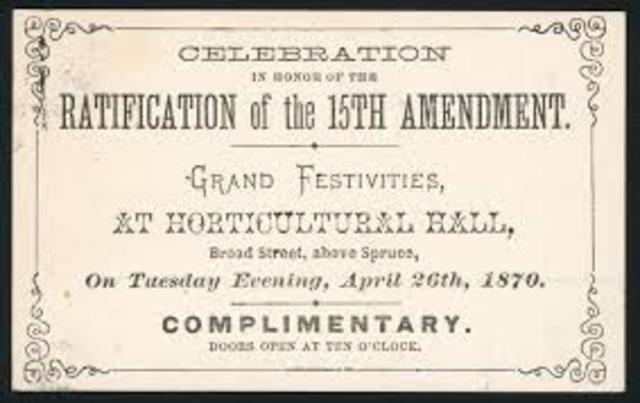 CELEBRATION
IN HONOR OF THE
RATIFICATION of the 15TH AMENDMENT.
GRAND FESTIVITIES,
AT HORTICULTURAL HALL,
Broad Street, above Spruce,
On Tuesday Evening, April 26th, 1870.
COMPLIMENTARY.
DOORS OPEN AT TEN O'CLOCK.